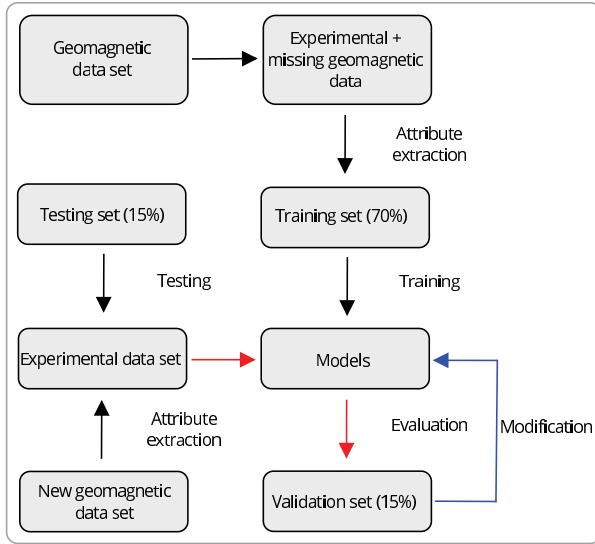 Geomagnetic
data set
Experimental +
missing geomagnetic
data
Attribute
extraction
Testing set (15%)
Training set (70%)
Testing
Training
Experimental data set
Models
Attribute
extraction
Evaluation
Modification
New geomagnetic
data set
Validation set (15%)